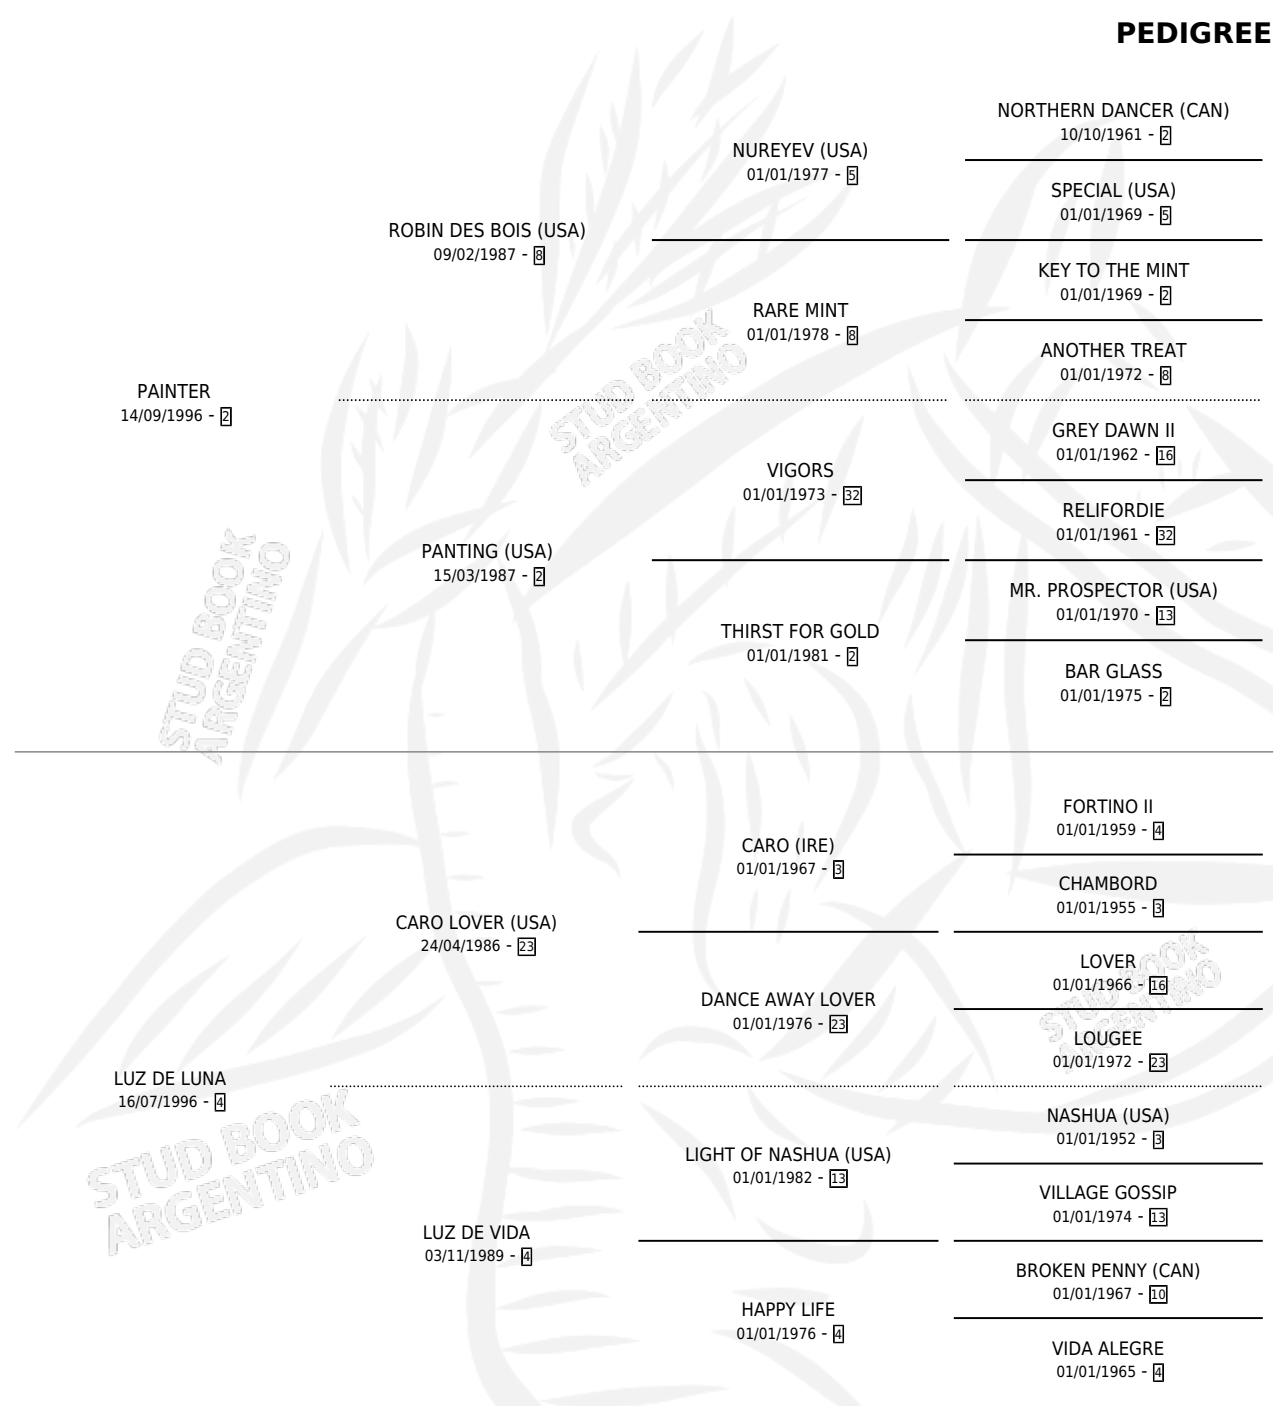 PEDIGREE
NORTHERN DANCER (CAN)
10/10/1961 - 2
NUREYEV (USA)
01/01/1977 - 5
SPECIAL (USA)
01/01/1969 - 5
ROBIN DES BOIS (USA)
09/02/1987 - 8
KEY TO THE MINT
01/01/1969 - 2
RARE MINT
01/01/1978 - 8
ANOTHER TREAT
01/01/1972 - 8
PAINTER
14/09/1996 - 2
GREY DAWN II
01/01/1962 - 16
VIGORS
01/01/1973 - 32
RELIFORDIE
01/01/1961 - 32
PANTING (USA)
15/03/1987 - 2
MR. PROSPECTOR (USA)
01/01/1970 - 13
THIRST FOR GOLD
01/01/1981 - 2
BAR GLASS
01/01/1975 - 2
FORTINO II
01/01/1959 - 4
CARO (IRE)
01/01/1967 - 3
CHAMBORD
01/01/1955 - 3
CARO LOVER (USA)
24/04/1986 - 23
LOVER
01/01/1966 - 16
DANCE AWAY LOVER
01/01/1976 - 23
LOUGEE
01/01/1972 - 23
LUZ DE LUNA
16/07/1996 - 4
NASHUA (USA)
01/01/1952 - 3
LIGHT OF NASHUA (USA)
01/01/1982 - 13
VILLAGE GOSSIP
01/01/1974 - 13
LUZ DE VIDA
03/11/1989 - 4
BROKEN PENNY (CAN)
01/01/1967 - 10
HAPPY LIFE
01/01/1976 - 4
VIDA ALEGRE
01/01/1965 - 4
STUD BOOK
ARGENTINO
STUD BOOK
ARGENTINO
STUD BOOK
ARGENTINO
STUD BOOK
ARGENTINO